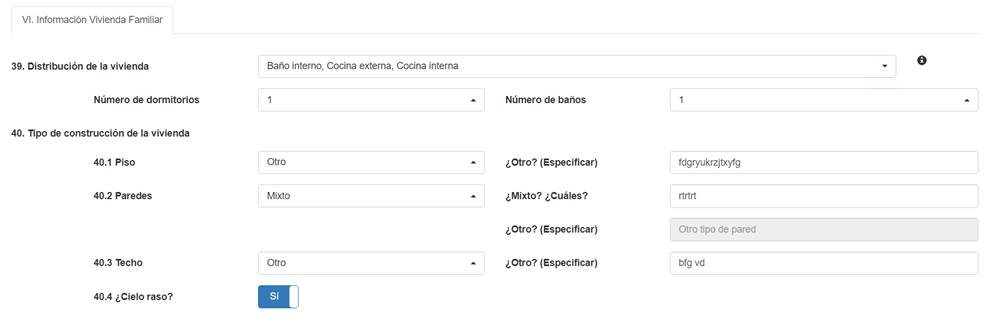 VI. Información Vivienda Familiar
39. Distribución de la vivienda
Baño interno, Cocina externa, Cocina interna
Número de dormitorios
1
Número de baños
1
40. Tipo de construcción de la vivienda
40.1 Piso
Otro
¿Otro? (Especificar)
fdgryukrzjtxyfg
40.2 Paredes
Mixto
¿Mixto? ¿Cuáles?
rtrtrt
¿Otro? (Especificar)
Otro tipo de pared
40.3 Techo
Otro
¿Otro? (Especificar)
bfg vd
40.4 ¿Cielo raso?
Sí